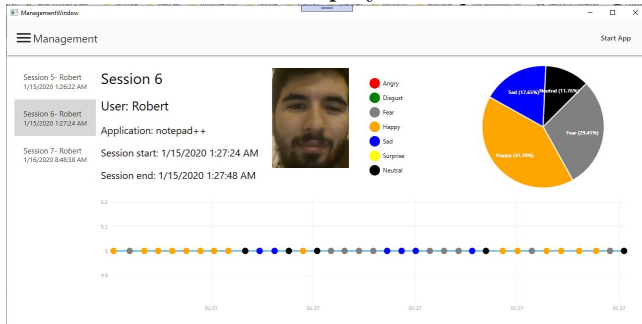 ManagementWindow
Management
Start App
Session 5- Robert
1/15/2020 1:26:22 AM
Session 6- Robert
1/15/2020 1:27:24 AM
Session 7- Robert
1/16/2020 8:48:38 AM
Session 6
User: Robert
Application: notepad++
Session start: 1/15/2020 1:27:24 AM
Session end: 1/15/2020 1:27:48 AM
Angry
Disgust
Fear
Happy
Sad
Surprise
Neutral
Sad (17.65%)
Neutral (11.76%)
Fear (29.41%)
Happy (41.18%)
5.2
5.1
5
4.9
01:27
01:27
01:27
01:27
01:27